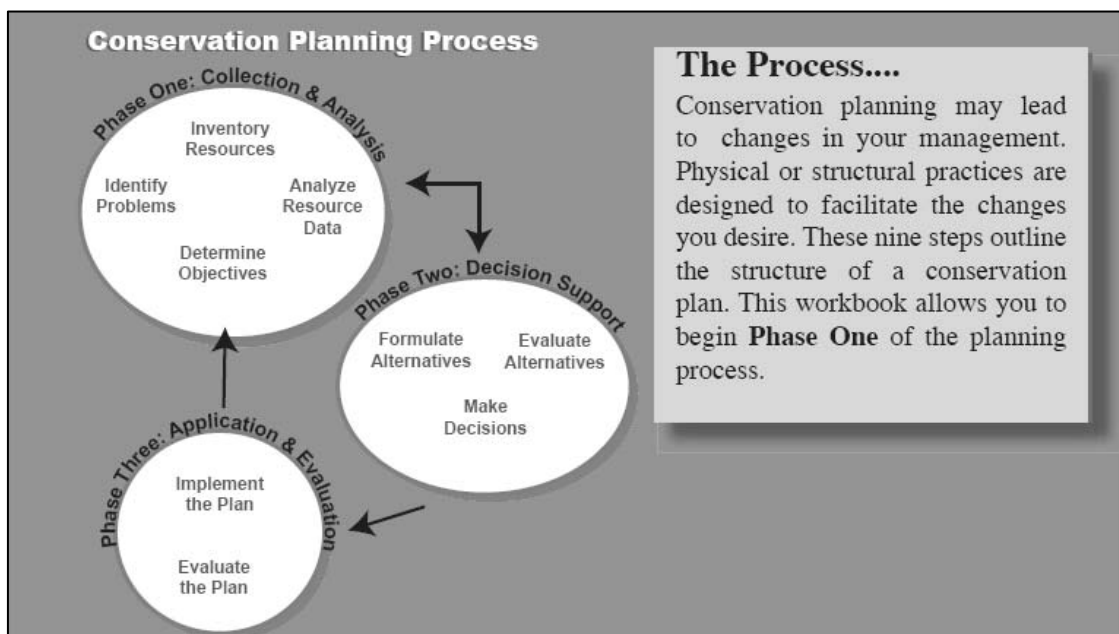 Conservation Planning Process
Phase One: Collection & Analysis
Inventory
Resources
Identify
Problems
Analyze
Resource
Data
Determine
Objectives
Phase Two: Decision Support
Formulate
Alternatives
Evaluate
Alternatives
Make
Decisions
Phase Three: Application & Evaluation
Implement
the Plan
Evaluate
the Plan
The Process....
Conservation planning may lead
to changes in your management.
Physical or structural practices are
designed to facilitate the changes
you desire. These nine steps outline
the structure of a conservation
plan. This workbook allows you to
begin Phase One of the planning
process.